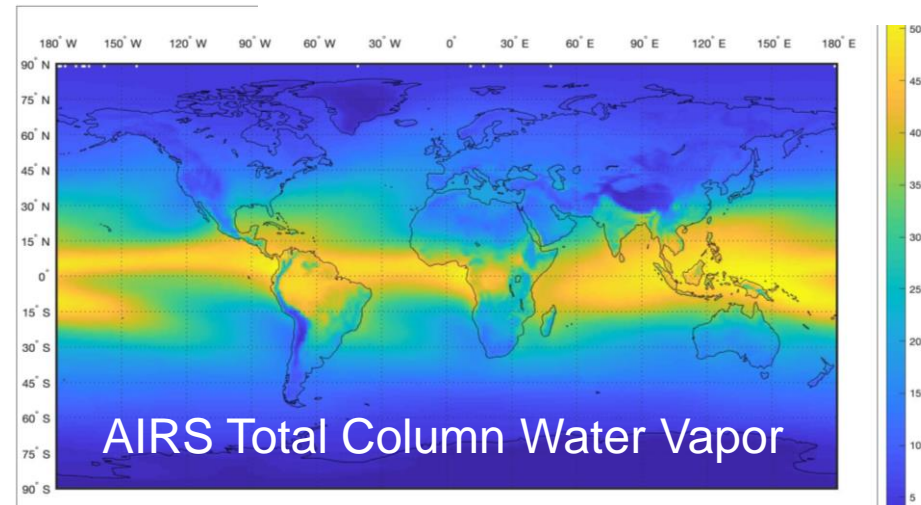 180° W 150° W 120° W 90° W 60° W 30° W 0° 30° E 60° E 90° E 120° E 150° E 180° E
90° N
75° N
60° N
45° N
30° N
15° N
0°
15° S
30° S
45° S
60° S
75° S
90° S
AIRS Total Column Water Vapor
50
45
40
35
30
25
20
15
10
5